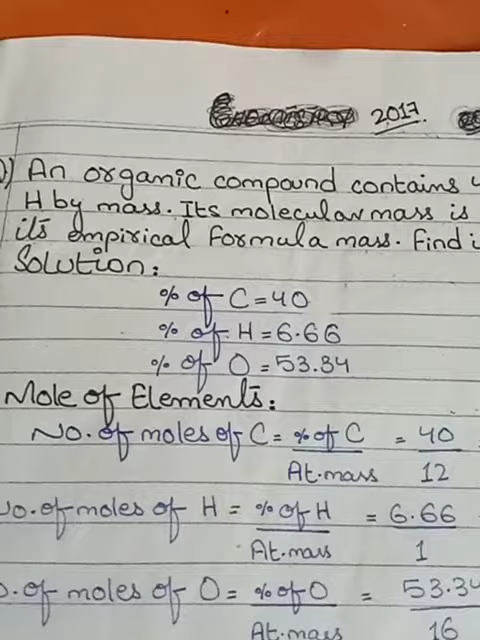 2017.
) An organic compound contains
H by mass. Its molecular mass is
its empirical formula mass. Find i
Solution:
% of C = 40
% of H = 6.66
% of O = 53.34
Mole of Elements:
No. of moles of C = % of C = 40
At. mass 12
No. of moles of H = % of H = 6.66
At. mass 1
o. of moles of O = % of O = 53.34
At. mass 16